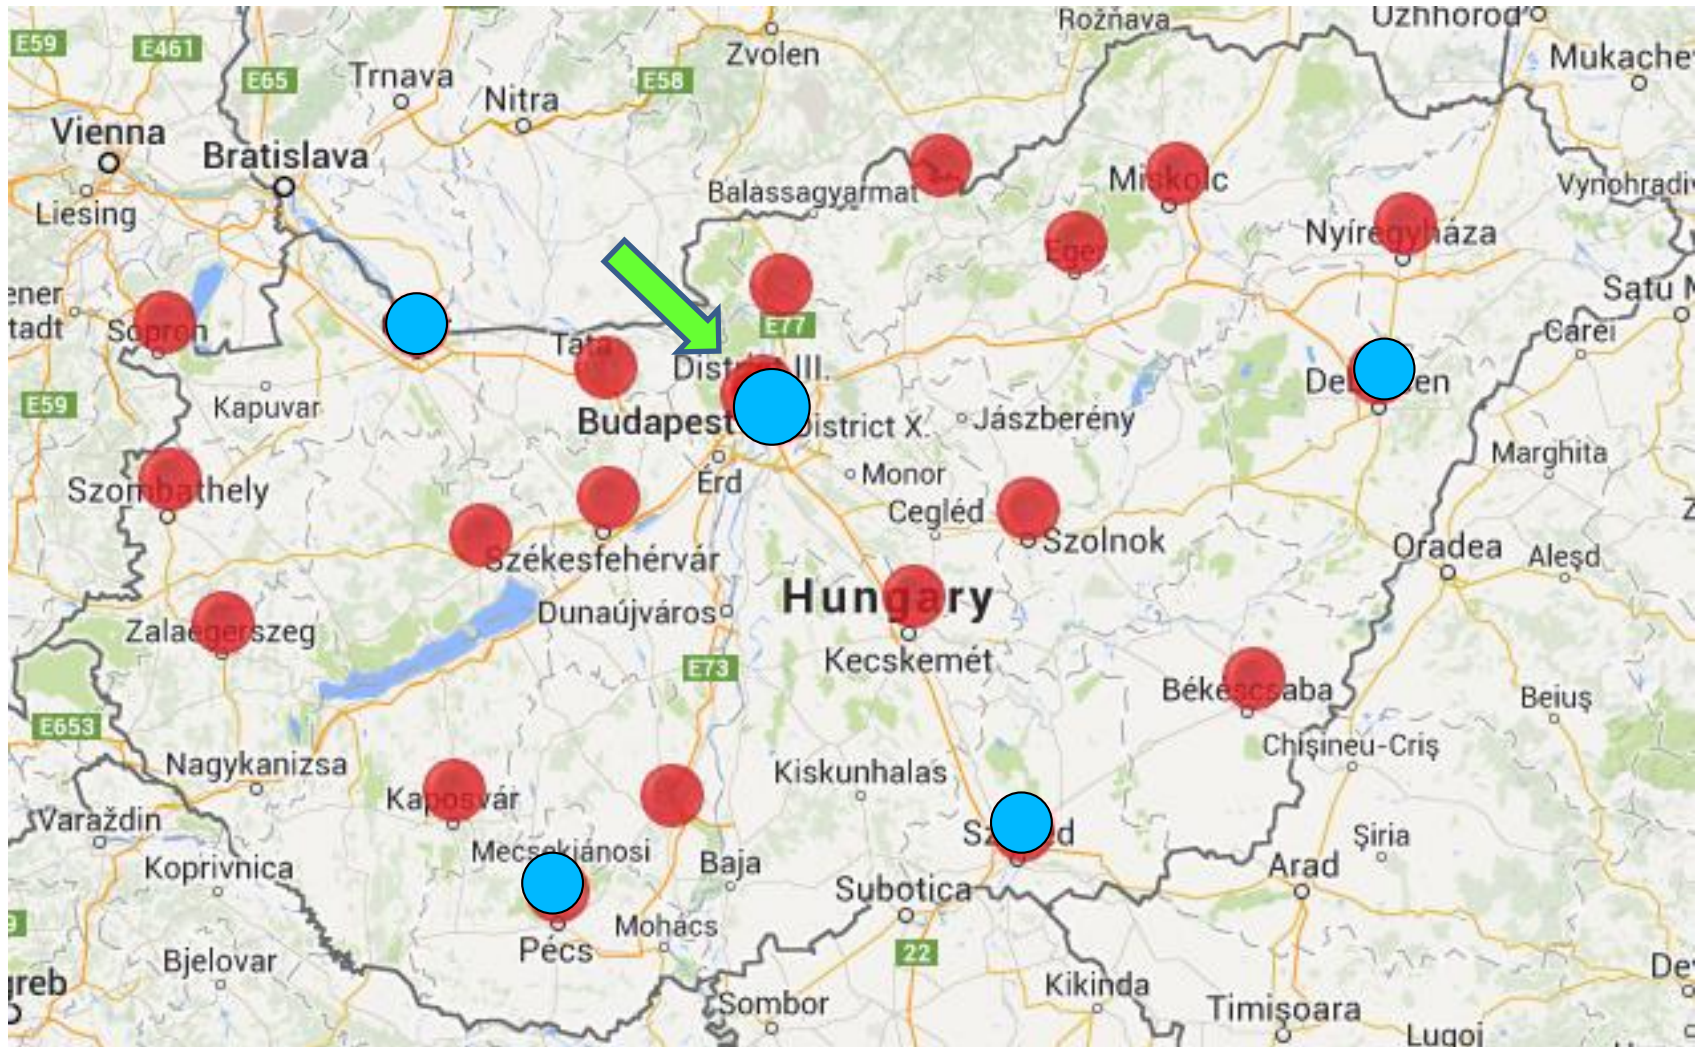 Rožňava
Uzhhorod
E59
E461
Zvolen
Mukache
E65
Trnava
E58
Nitra
Vienna
Bratislava
Balassagyarmat
Miskolc
Vynohradiv
Liesing
Nyíregyháza
Eger
Satu M
ener
tadt
Sopron
E77
Carei
Tata
District III.
Debrecen
E59
Kapuvar
Budapest
District X.
Jászberény
Marghita
Monor
Érd
Szombathely
Cegléd
Szolnok
Oradea
Aleşd
Székesfehérvár
Hungary
Dunaújváros
Zalaegerszeg
Kecskemét
E73
Békéscsaba
Beiuş
E653
Chişineu-Criş
Nagykanizsa
Kiskunhalas
Kaposvár
Varaždin
Szeged
Şiria
Mecsekjánosi
Baja
Koprivnica
Arad
Subotica
Mohács
Pécs
22
Bjelovar
De
greb
Kikinda
Sombor
Timişoara
Lugoj